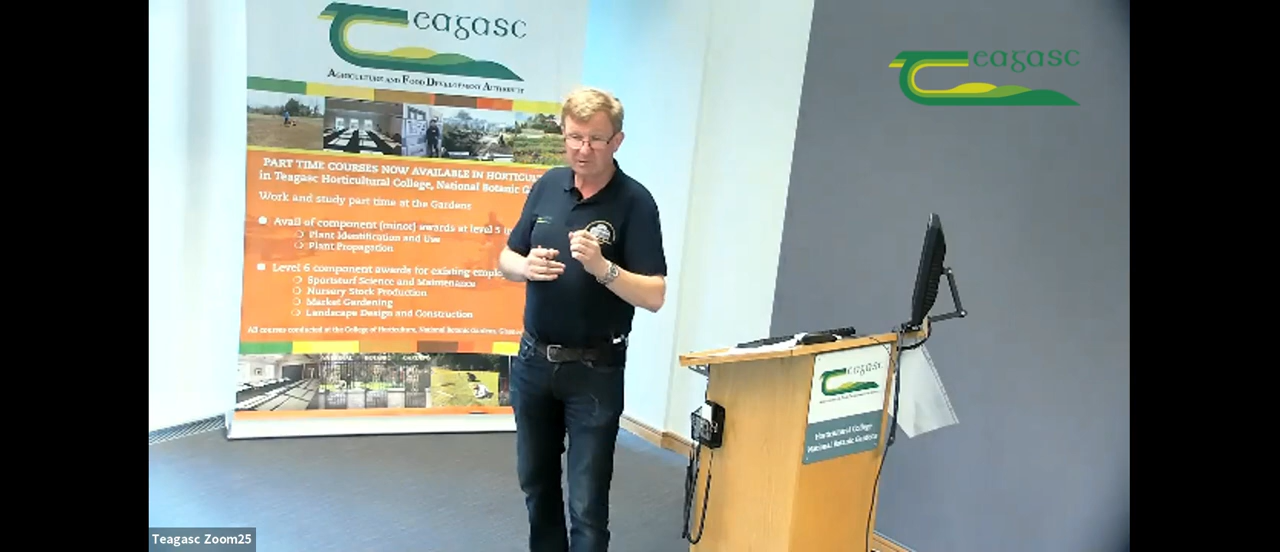 Teagasc
AGRICULTURE AND FOOD DEVELOPMENT AUTHORITY
Teagasc
PART TIME COURSES NOW AVAILABLE IN HORTICULT
in Teagasc Horticultural College, National Botanic G
Work and study part time at the Gardens
Avail of component (minor) awards at level 5
Plant Identification and Use
Plant Propagation
Level 6 component awards for existing emplo
Sportsturf Science and Maintenance
Nursery Stock Production
Market Gardening
Landscape Design and Construction
All courses conducted at the College of Horticulture, National Botanic Gardens,
Teagasc
Horticultural College
National Botanic Gardens
Teagasc Zoom25